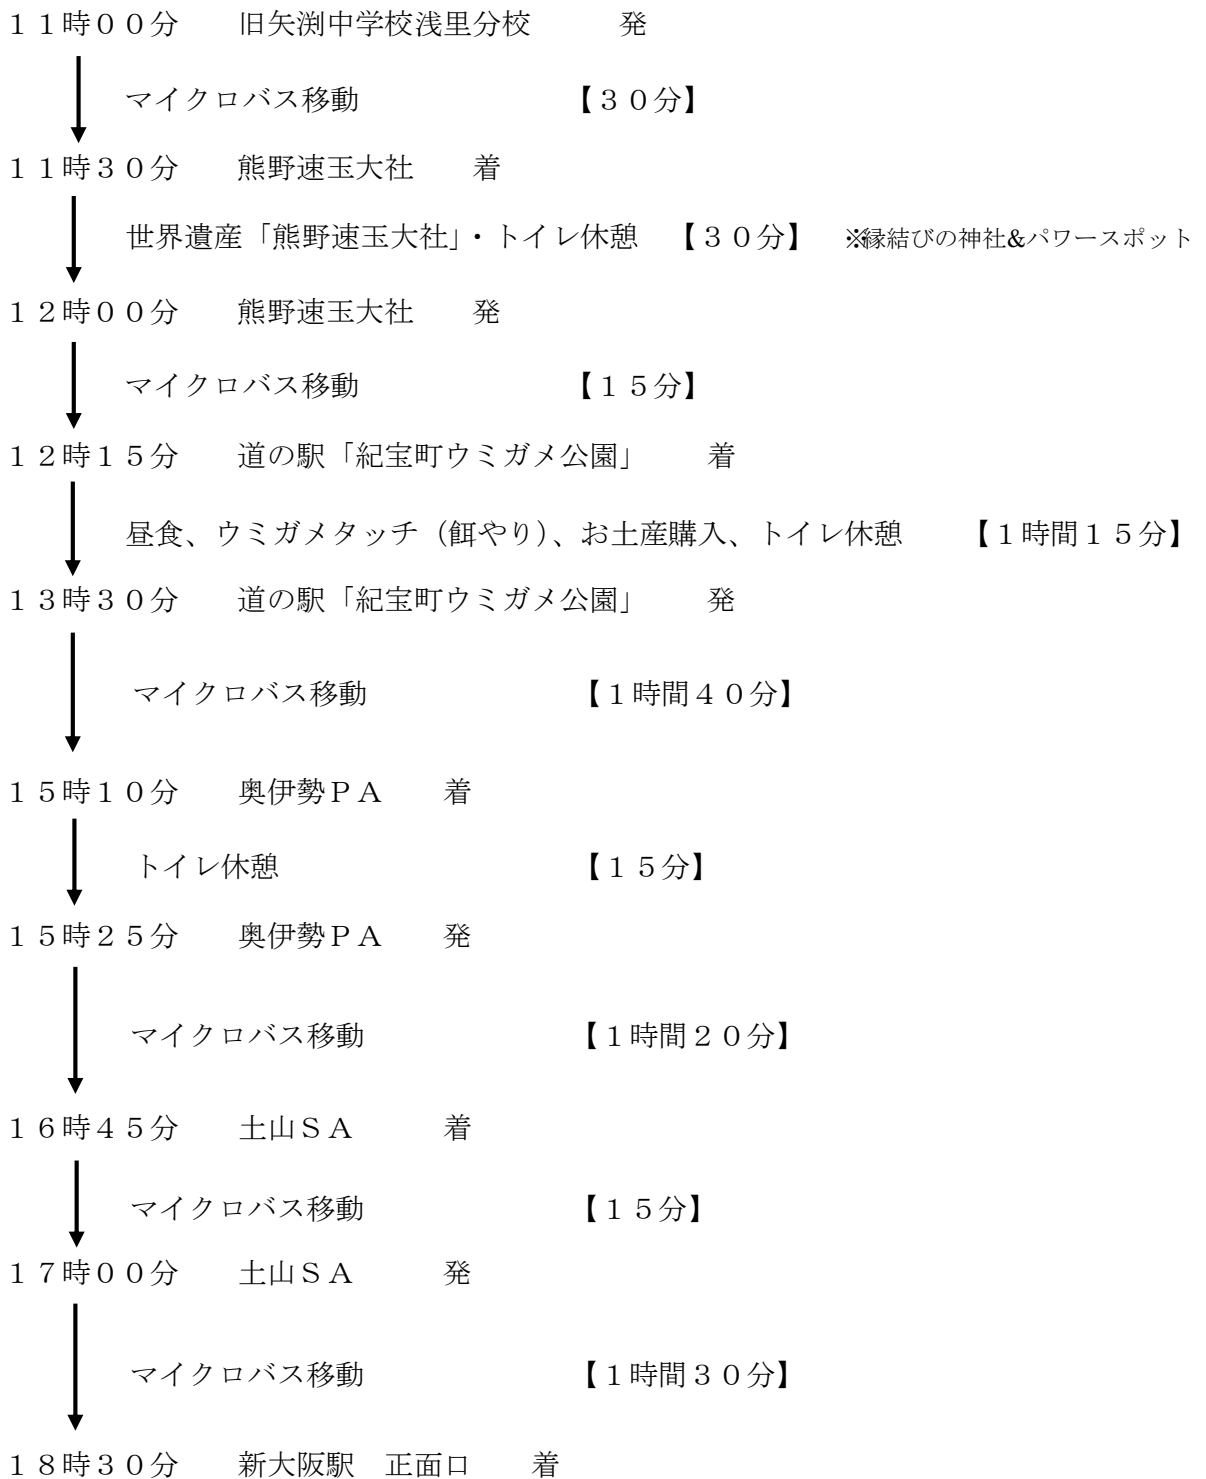 １１時００分　　旧矢渕中学校浅里分校　　　発
マイクロバス移動　　　　　　　【３０分】
１１時３０分　　熊野速玉大社　　着
世界遺産「熊野速玉大社」・トイレ休憩　【３０分】　※縁結びの神社&パワースポット
１２時００分　　熊野速玉大社　　発
マイクロバス移動　　　　　　　【１５分】
１２時１５分　　道の駅「紀宝町ウミガメ公園」　　着
昼食、ウミガメタッチ（餌やり）、お土産購入、トイレ休憩　　【１時間１５分】
１３時３０分　　道の駅「紀宝町ウミガメ公園」　　発
マイクロバス移動　　　　　　　【１時間４０分】
１５時１０分　　奥伊勢ＰＡ　　着
トイレ休憩　　　　　　　　　　【１５分】
１５時２５分　　奥伊勢ＰＡ　　発
マイクロバス移動　　　　　　　【１時間２０分】
１６時４５分　　土山ＳＡ　　　着
マイクロバス移動　　　　　　　【１５分】
１７時００分　　土山ＳＡ　　　発
マイクロバス移動　　　　　　　【１時間３０分】
１８時３０分　　新大阪駅　正面口　　着